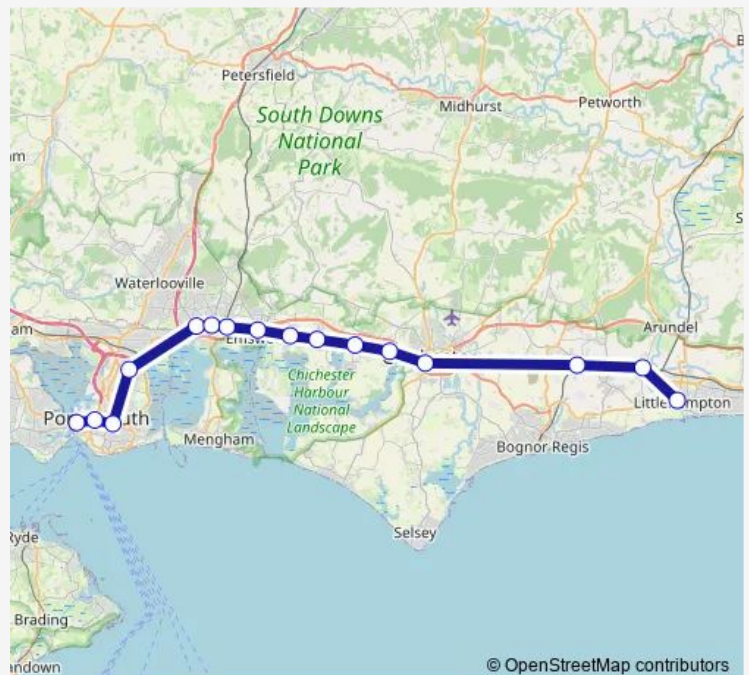 Petersfield
Midhurst
Petworth
South Downs
National
Park
Waterlooville
Arundel
Chichester
Harbour
National
Landscape
Mengham
Bognor Regis
Selsey
Brading
© OpenStreetMap contributors